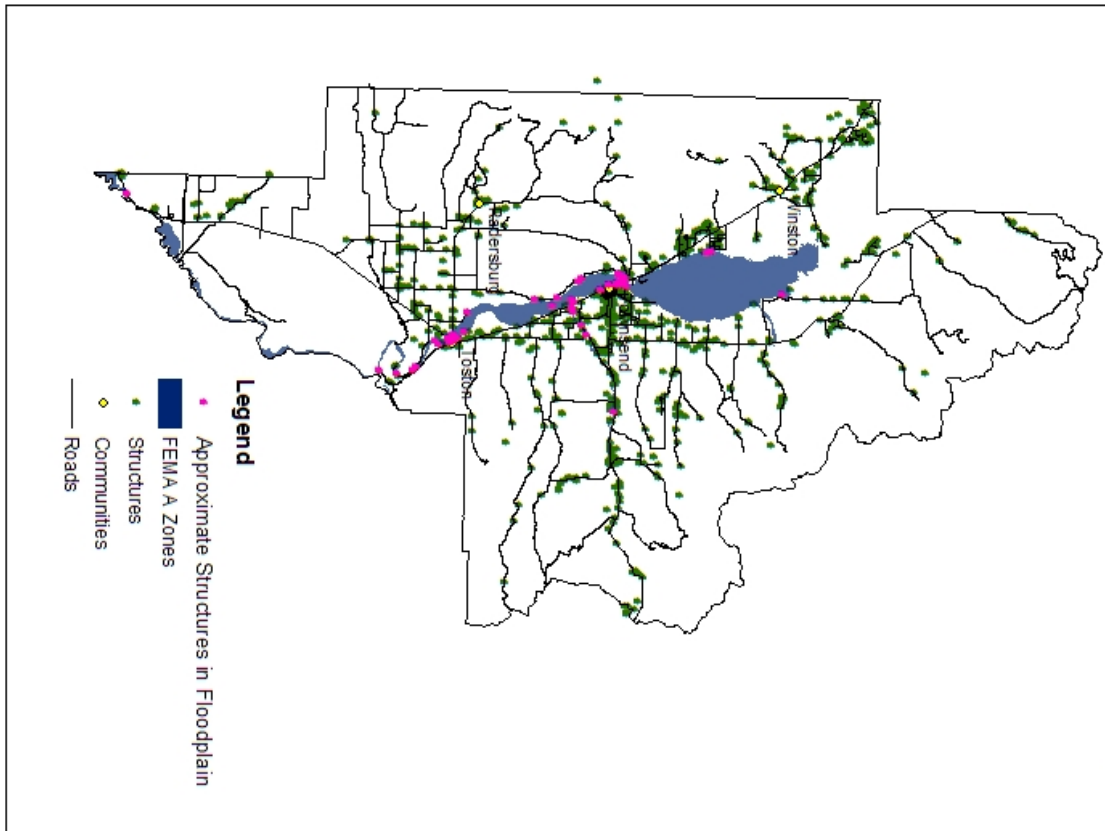 Winston
Townsend
Radersburg
Toston
Legend
Approximate Structures in Floodplain
FEMA A Zones
Structures
Communities
Roads